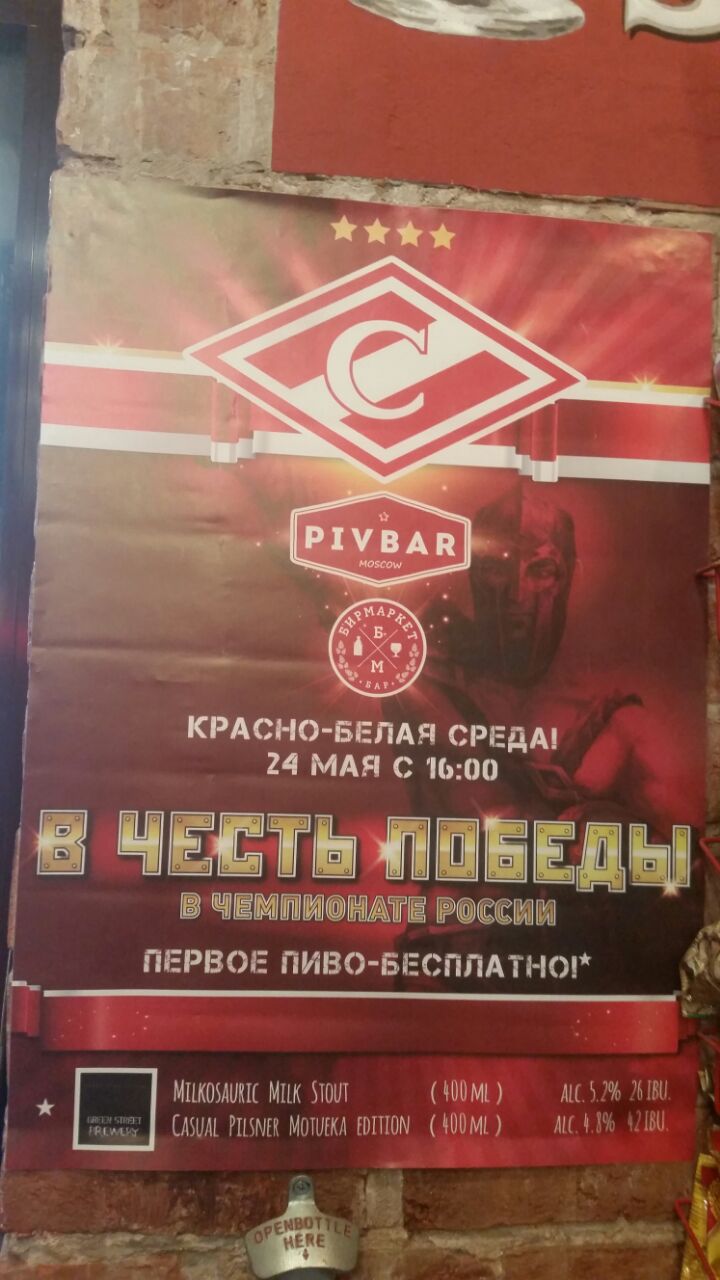 С
PIVBAR
MOSCOW
БИРМАРКЕТ
Б
М
БАР
КРАСНО-БЕЛАЯ СРЕДА!
24 МАЯ С 16:00
В ЧЕСТЬ ПОБЕДЫ
В ЧЕМПИОНАТЕ РОССИИ
ПЕРВОЕ ПИВО-БЕСПЛАТНО!*
* GREEN STREET BREWERY
MILKOSAURIC MILK STOUT (400 ML) ALC. 5.2% 26 IBU.
CASUAL PILSNER MOTUEKA EDITION (400 ML) ALC. 4.8% 42 IBU.
OPENBOTTLE
HERE